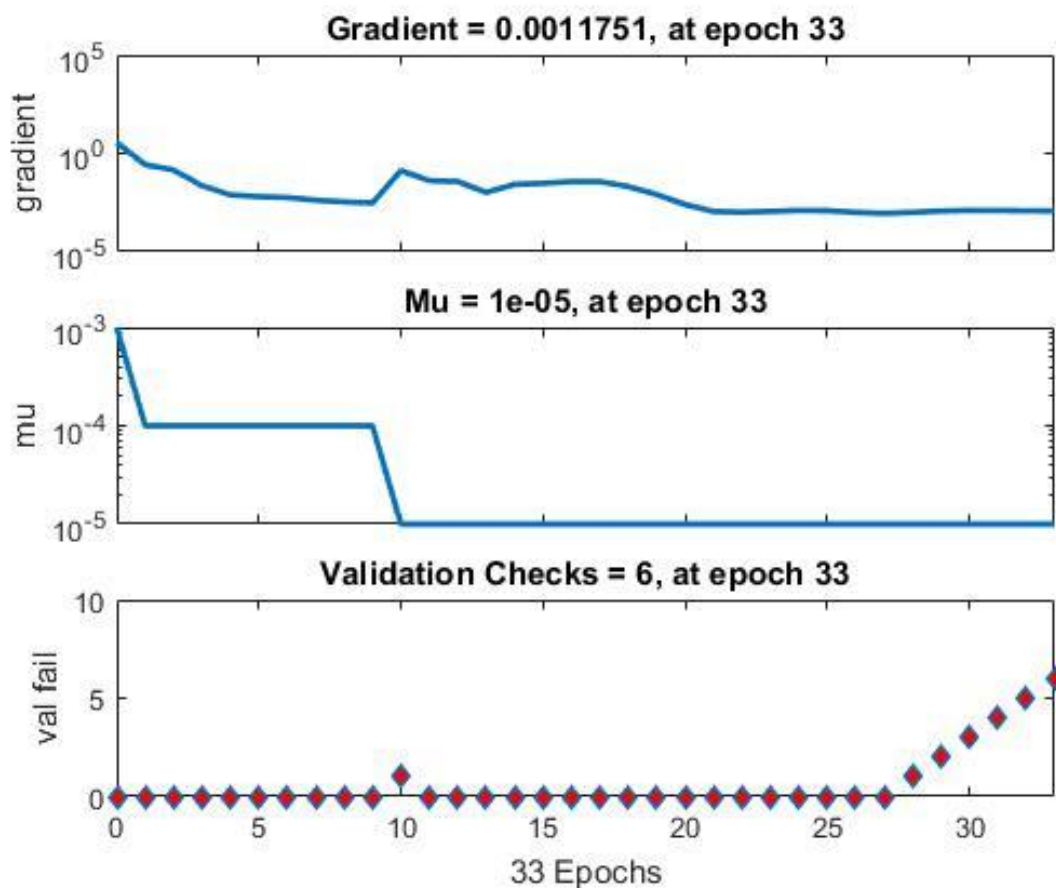 Gradient = 0.0011751, at epoch 33
10^5
10^0
10^-5
gradient
Mu = 1e-05, at epoch 33
10^-3
10^-4
10^-5
mu
Validation Checks = 6, at epoch 33
10
5
0
val fail
0 5 10 15 20 25 30
33 Epochs